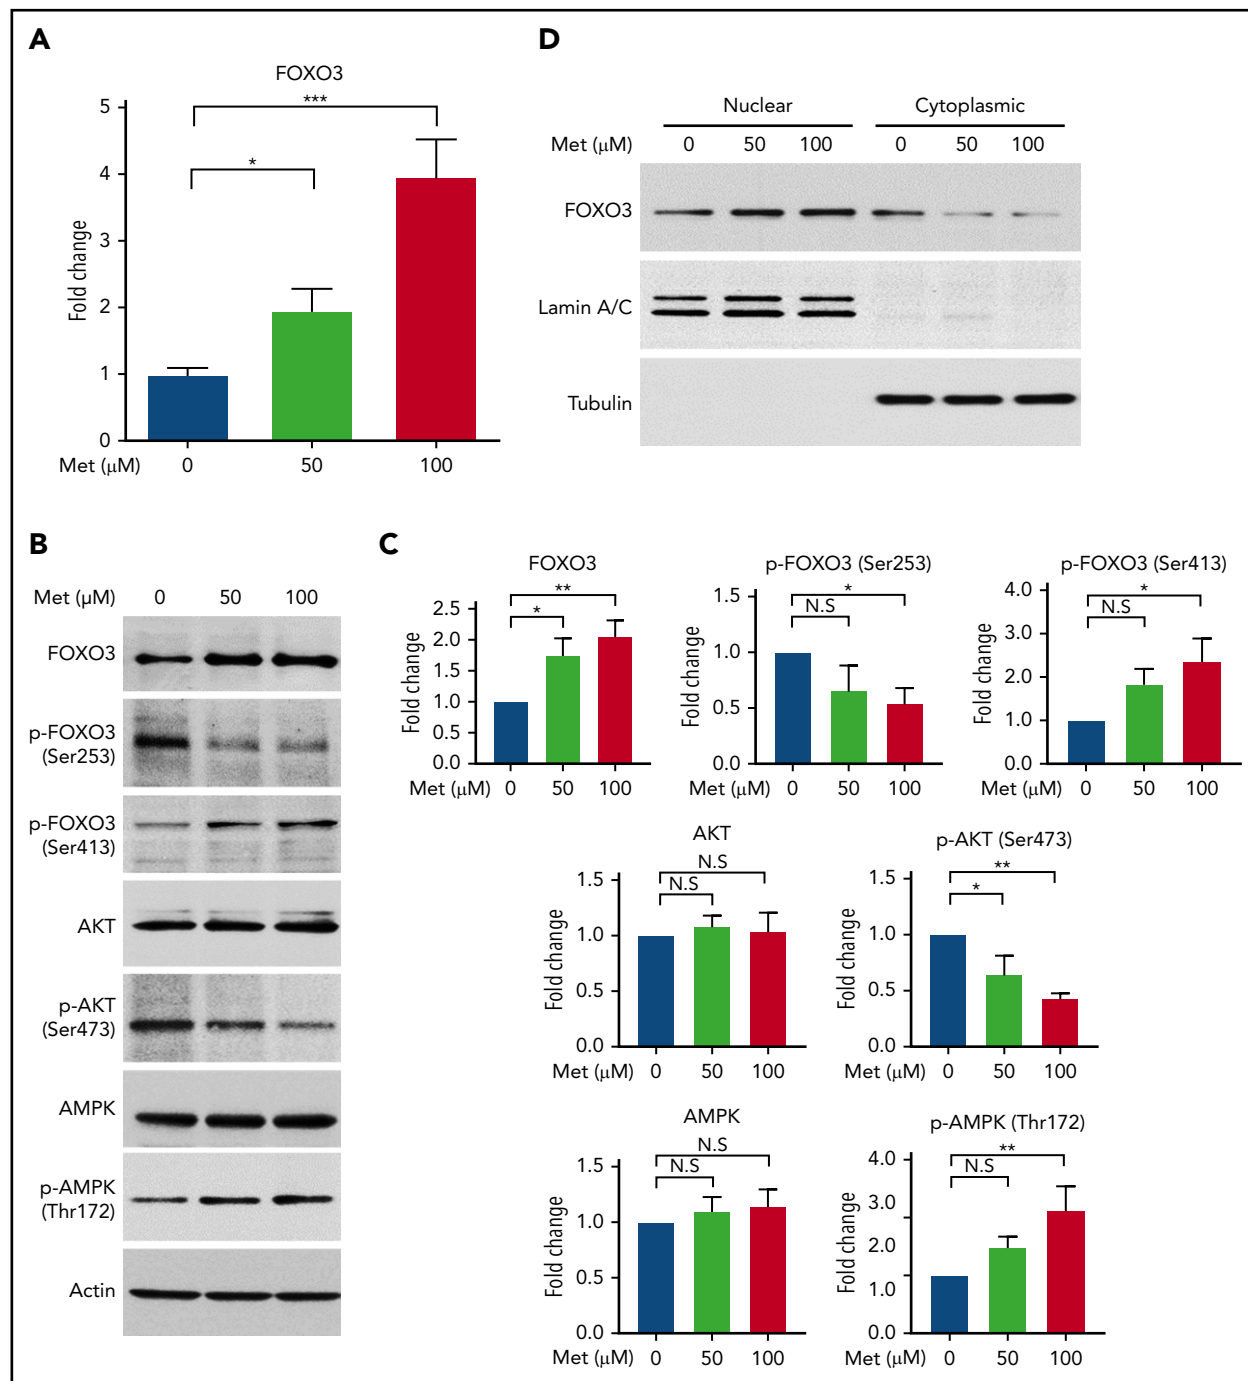 A
FOXO3
***
*
Fold change
5
4
3
2
1
0
Met (μM)
0
50
100
D
Nuclear
Cytoplasmic
Met (μM)
0
50
100
0
50
100
FOXO3
Lamin A/C
Tubulin
B
Met (μM)
0
50
100
FOXO3
p-FOXO3
(Ser253)
p-FOXO3
(Ser413)
AKT
p-AKT
(Ser473)
AMPK
p-AMPK
(Thr172)
Actin
C
FOXO3
**
*
Fold change
2.5
2.0
1.5
1.0
0.5
0.0
Met (μM)
0
50
100
p-FOXO3 (Ser253)
*
N.S
Fold change
1.5
1.0
0.5
0.0
Met (μM)
0
50
100
p-FOXO3 (Ser413)
*
N.S
Fold change
4.0
3.0
2.0
1.0
0.0
Met (μM)
0
50
100
AKT
N.S
N.S
Fold change
1.5
1.0
0.5
0.0
Met (μM)
0
50
100
p-AKT (Ser473)
**
*
Fold change
1.5
1.0
0.5
0.0
Met (μM)
0
50
100
AMPK
N.S
N.S
Fold change
1.5
1.0
0.5
0.0
Met (μM)
0
50
100
p-AMPK (Thr172)
**
N.S
Fold change
4.0
3.0
2.0
1.0
0.0
Met (μM)
0
50
100